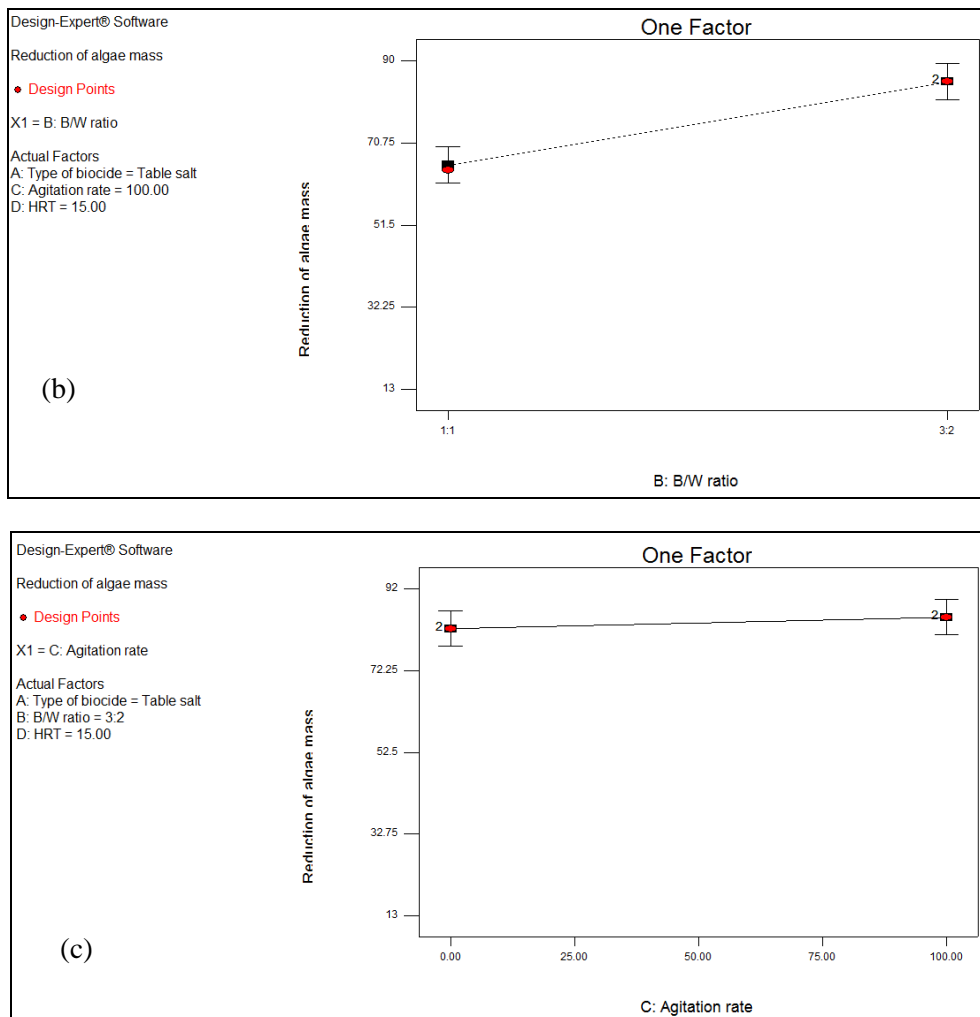 Design-Expert® Software
Reduction of algae mass
Design Points
X1 = B: B/W ratio
Actual Factors
A: Type of biocide = Table salt
C: Agitation rate = 100.00
D: HRT = 15.00
(b)
One Factor
Reduction of algae mass
90
70.75
51.5
32.25
13
2
1:1
3:2
B: B/W ratio
Design-Expert® Software
Reduction of algae mass
Design Points
X1 = C: Agitation rate
Actual Factors
A: Type of biocide = Table salt
B: B/W ratio = 3:2
D: HRT = 15.00
(c)
One Factor
Reduction of algae mass
92
72.25
52.5
32.75
13
2
2
0.00
25.00
50.00
75.00
100.00
C: Agitation rate